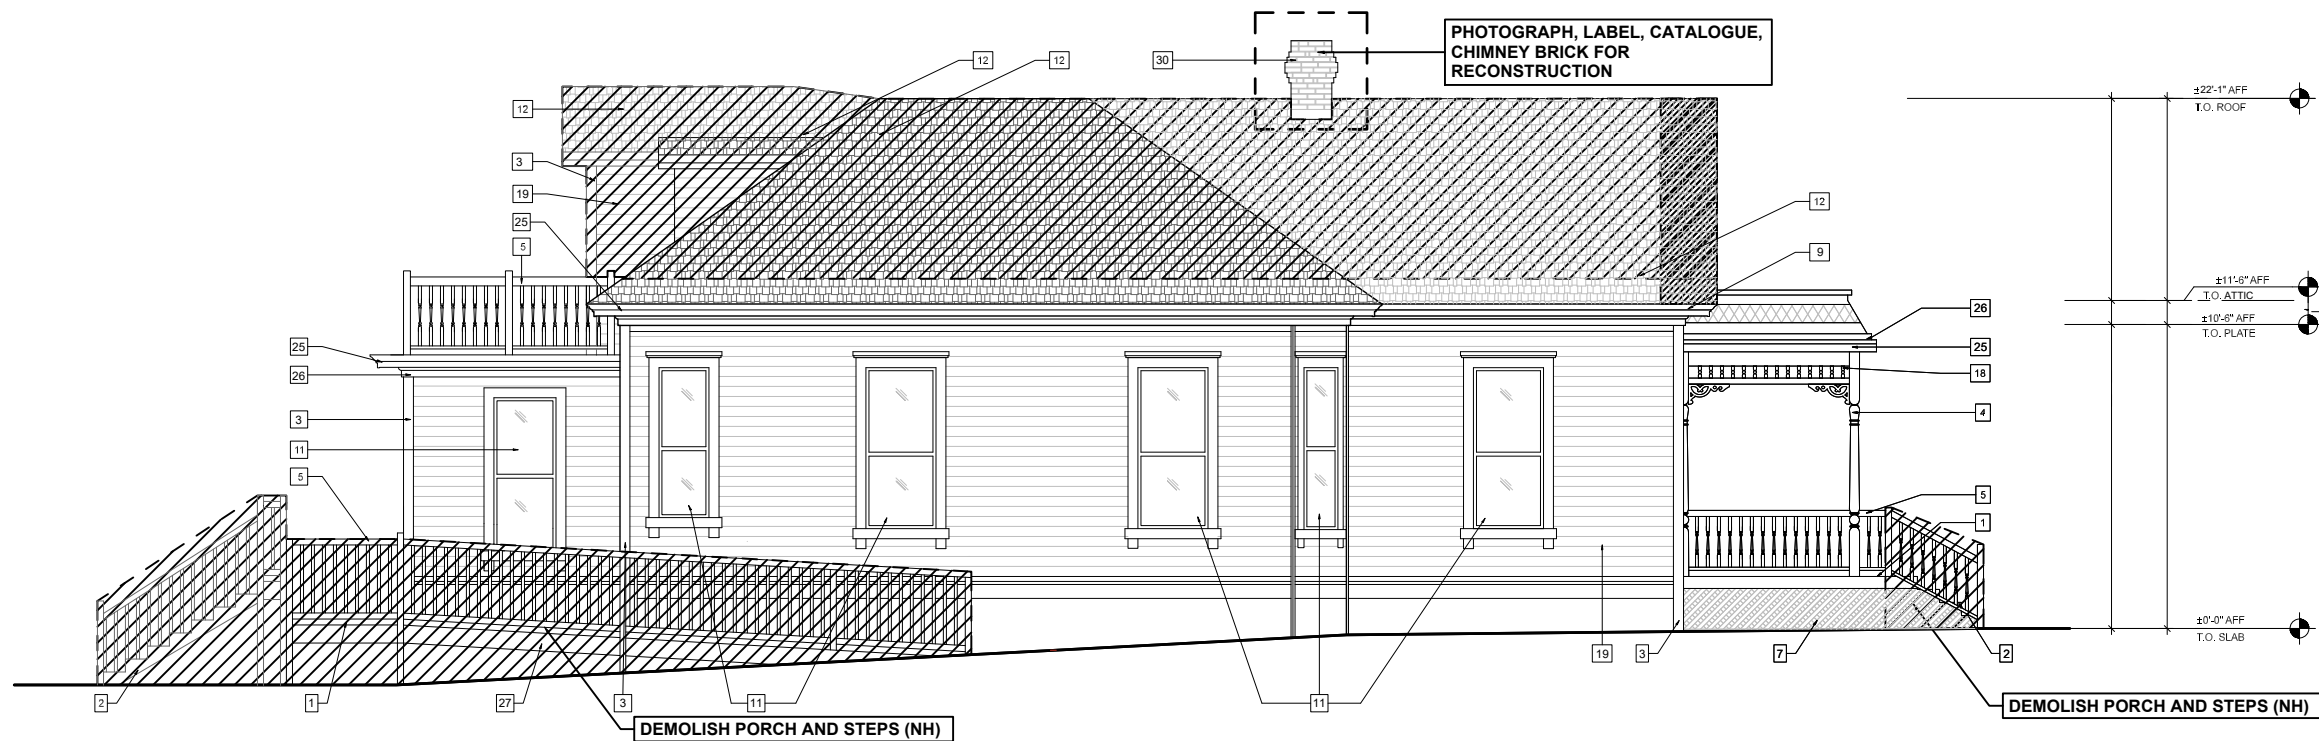 PHOTOGRAPH, LABEL, CATALOGUE,
CHIMNEY BRICK FOR
RECONSTRUCTION
12
12
30
12
3
19
25
5
12
9
±22'-1" AFF
T.O. ROOF
±11'-6" AFF
T.O. ATTIC
±10'-6" AFF
T.O. PLATE
26
25
18
4
5
1
25
26
3
11
5
±0'-0" AFF
T.O. SLAB
19
3
7
2
2
1
27
3
11
11
DEMOLISH PORCH AND STEPS (NH)
DEMOLISH PORCH AND STEPS (NH)